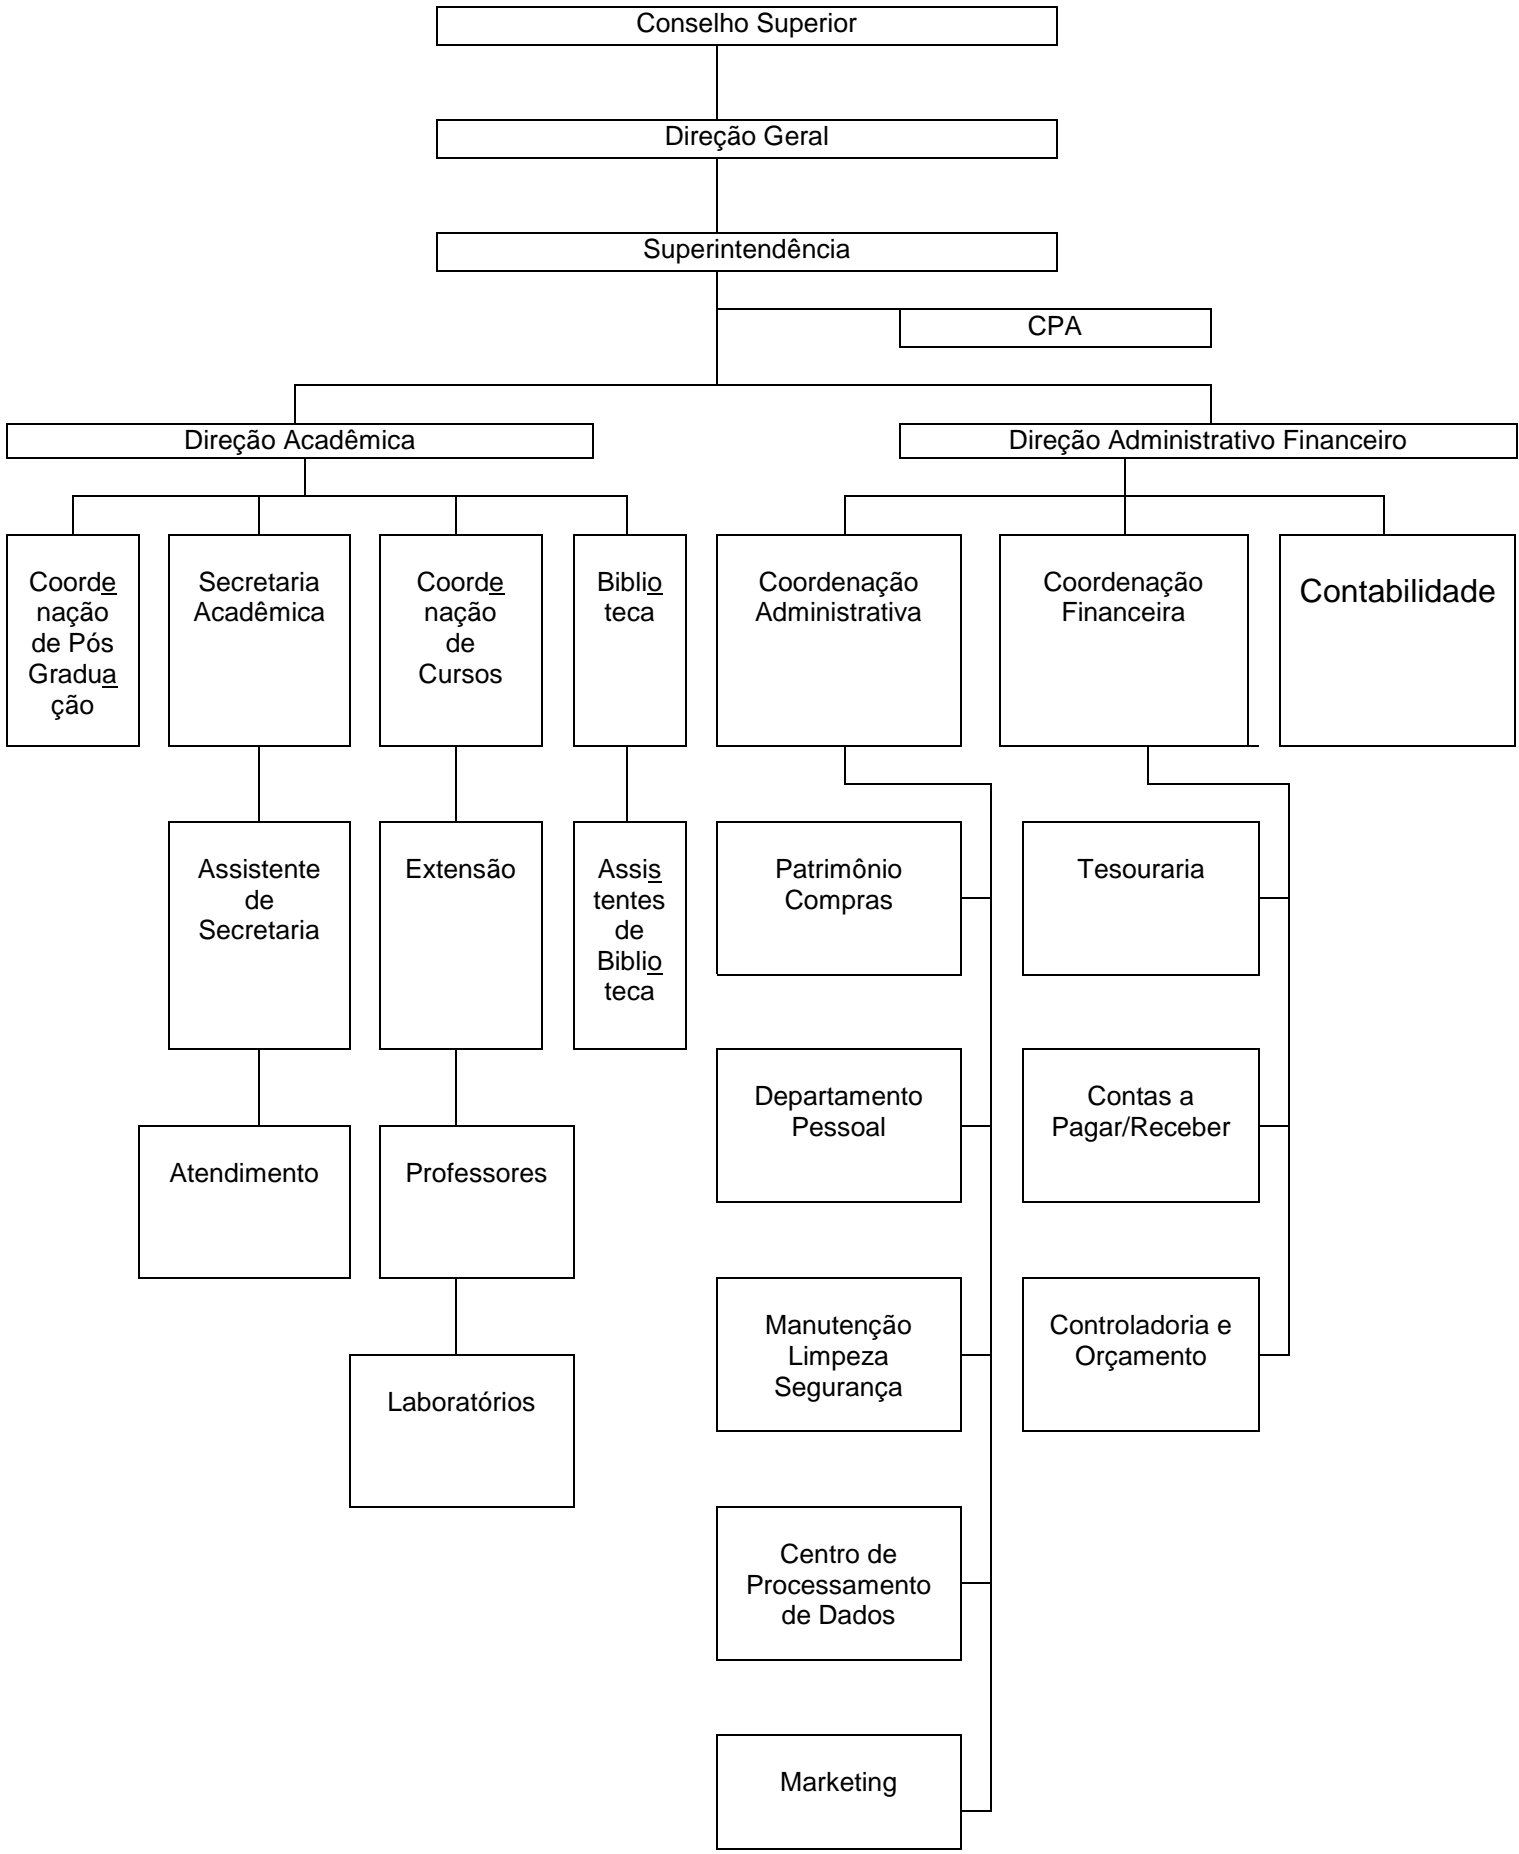 Conselho Superior
Direção Geral
Superintendência
CPA
Direção Acadêmica
Direção Administrativo Financeiro
Coorde
nação
de Pós
Gradua
ção
Secretaria
Acadêmica
Coorde
nação
de
Cursos
Biblio
teca
Coordenação
Administrativa
Coordenação
Financeira
Contabilidade
Assistente
de
Secretaria
Extensão
Assis
tentes
de
Biblio
teca
Patrimônio
Compras
Tesouraria
Departamento
Pessoal
Contas a
Pagar/Receber
Atendimento
Professores
Manutenção
Limpeza
Segurança
Controladoria e
Orçamento
Laboratórios
Centro de
Processamento
de Dados
Marketing